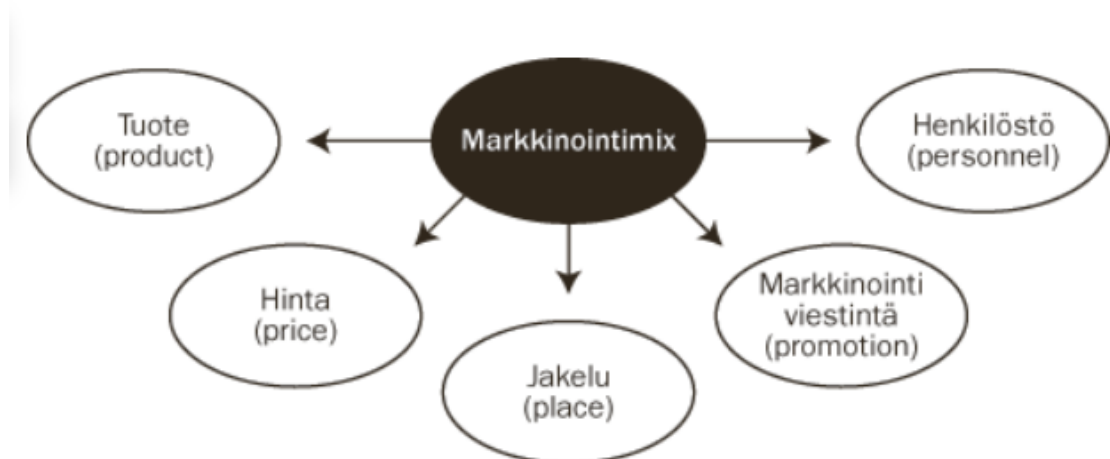 Markkinointimix
Tuote
(product)
Henkilöstö
(personnel)
Hinta
(price)
Markkinointi
viestintä
(promotion)
Jakelu
(place)